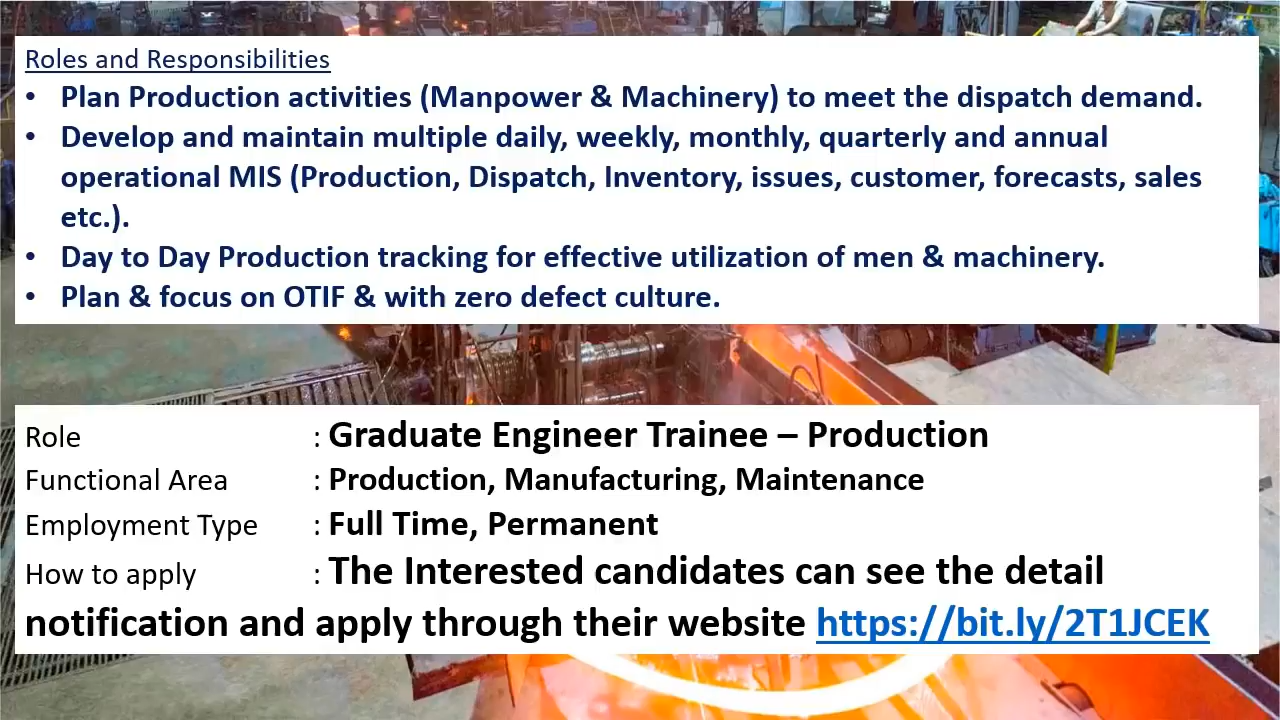 Roles and Responsibilities
• Plan Production activities (Manpower & Machinery) to meet the dispatch demand.
• Develop and maintain multiple daily, weekly, monthly, quarterly and annual
operational MIS (Production, Dispatch, Inventory, issues, customer, forecasts, sales
etc.).
• Day to Day Production tracking for effective utilization of men & machinery.
• Plan & focus on OTIF & with zero defect culture.
Role : Graduate Engineer Trainee – Production
Functional Area : Production, Manufacturing, Maintenance
Employment Type : Full Time, Permanent
How to apply : The Interested candidates can see the detail
notification and apply through their website https://bit.ly/2T1JCEK